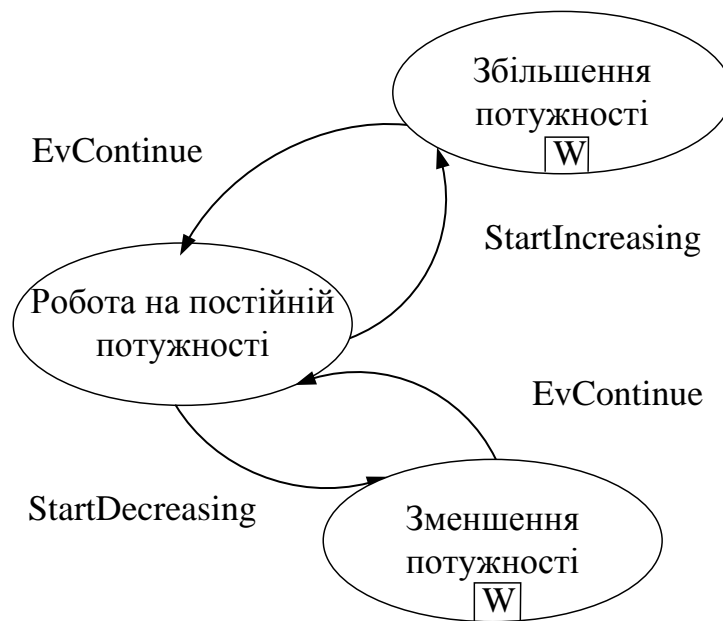 Збільшення
потужності
W
EvContinue
StartIncreasing
Робота на постійній
потужності
EvContinue
StartDecreasing
Зменшення
потужності
W